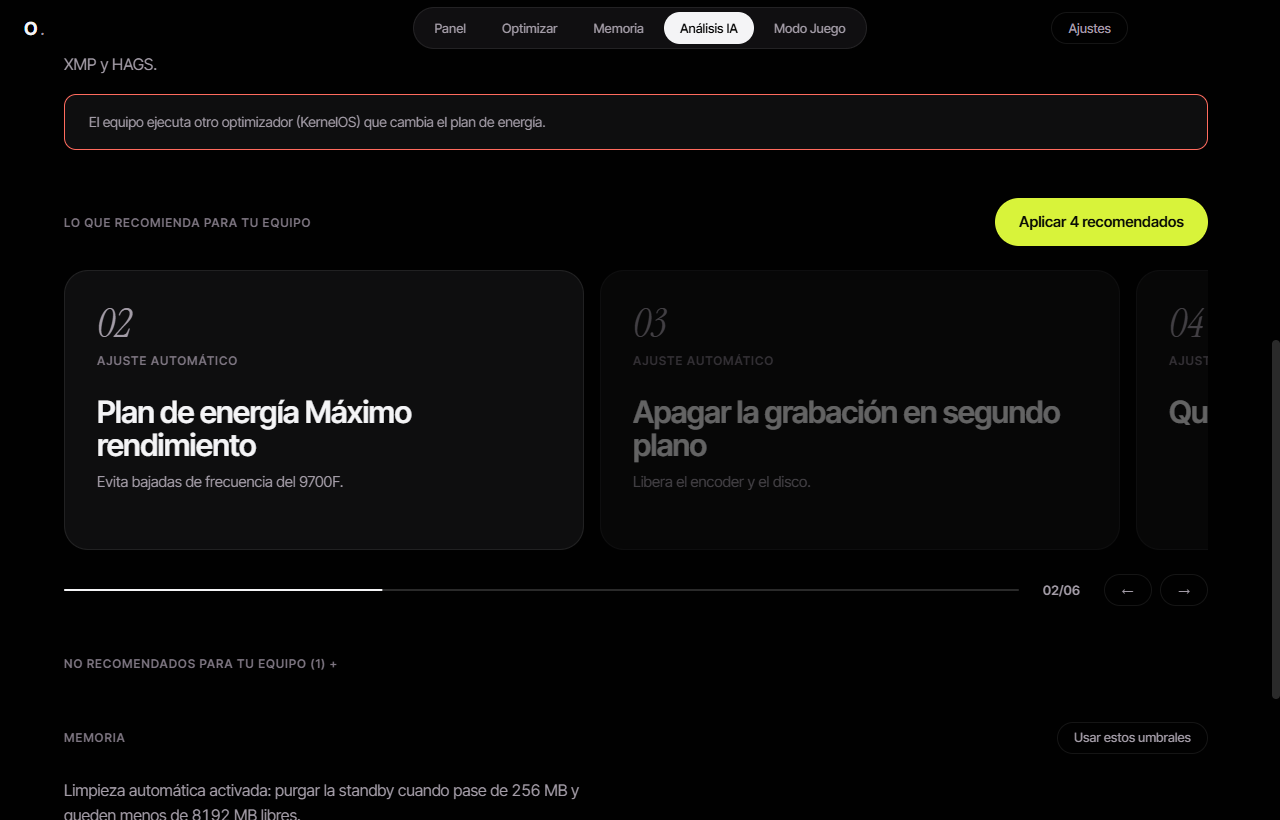 O.
Panel
Optimizar
Memoria
Análisis IA
Modo Juego
Ajustes
XMP y HAGS.
El equipo ejecuta otro optimizador (KernelOS) que cambia el plan de energía.
LO QUE RECOMIENDA PARA TU EQUIPO
Aplicar 4 recomendados
02
AJUSTE AUTOMÁTICO
Plan de energía Máximo
rendimiento
Evita bajadas de frecuencia del 9700F.
03
AJUSTE AUTOMÁTICO
Apagar la grabación en segundo
plano
Libera el encoder y el disco.
04
AJUST
Qu
02/06
←
→
NO RECOMENDADOS PARA TU EQUIPO (1) +
MEMORIA
Usar estos umbrales
Limpieza automática activada: purgar la standby cuando pase de 256 MB y
queden menos de 8192 MB libres.